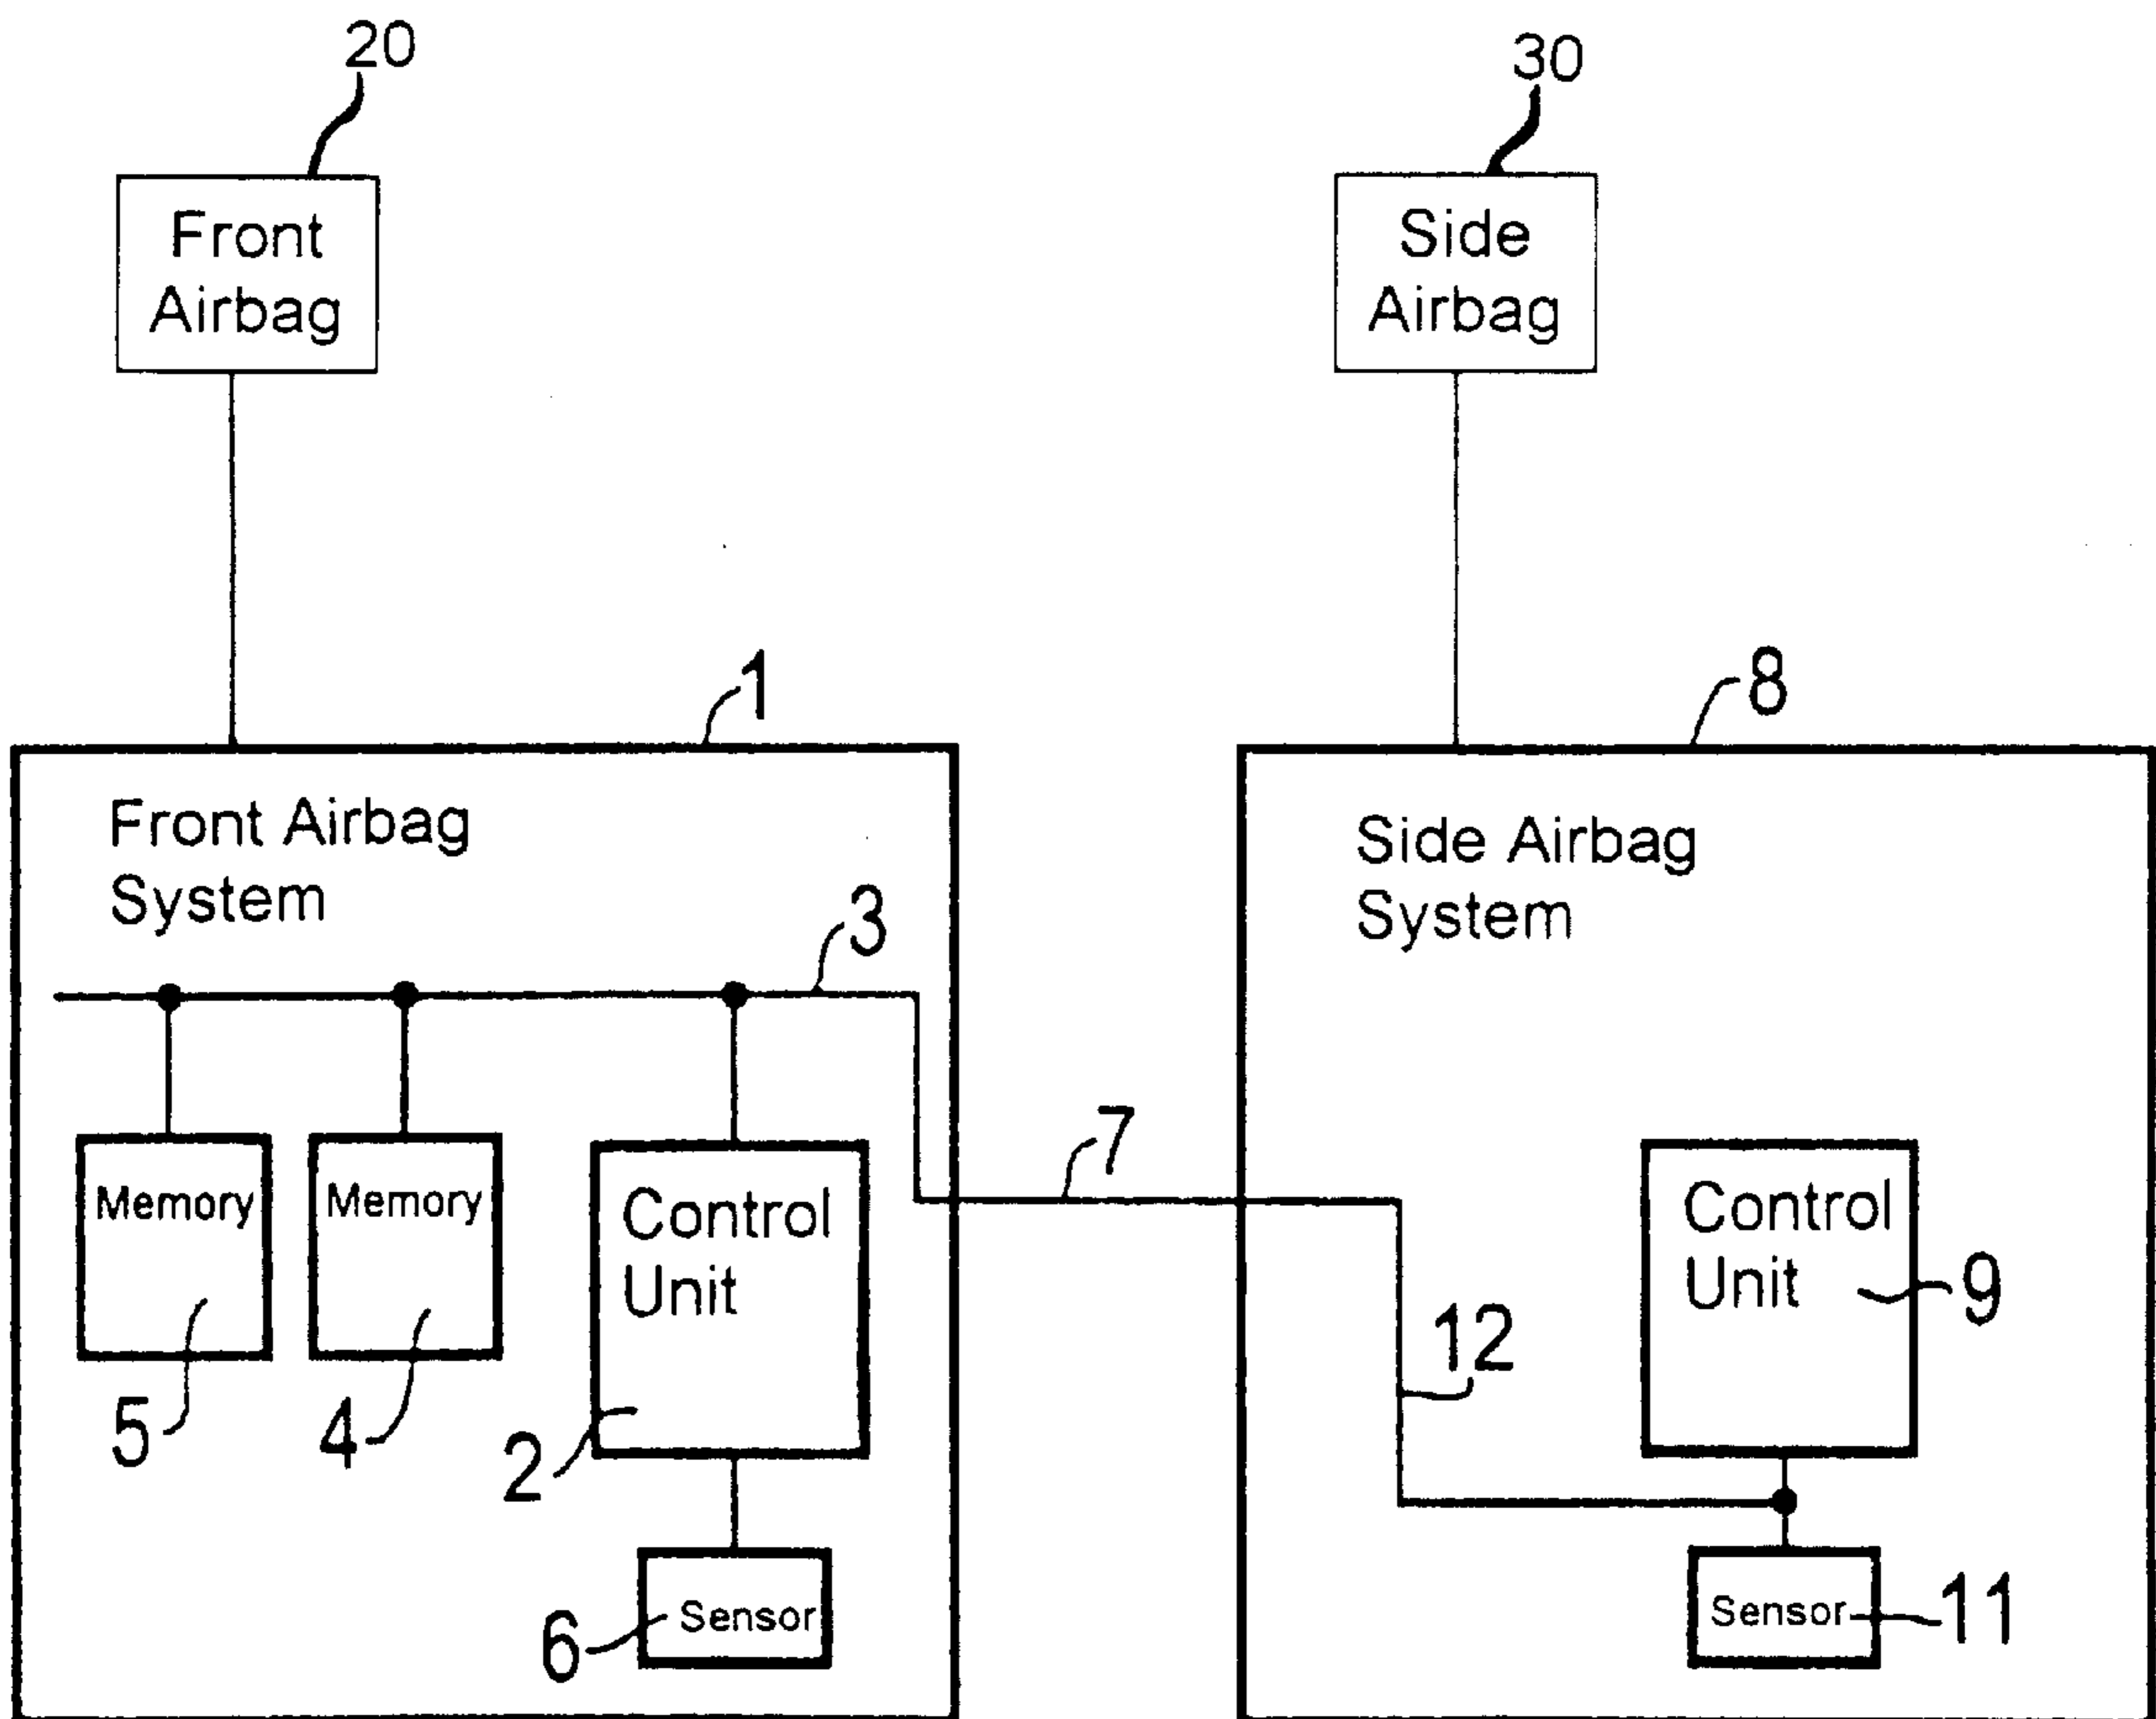 20
30
Front
Airbag
Side
Airbag
1
8
Front Airbag
System
Side Airbag
System
3
7
Memory
Memory
Control
Unit
Control
Unit
9
12
5
4
2
6
Sensor
Sensor
11